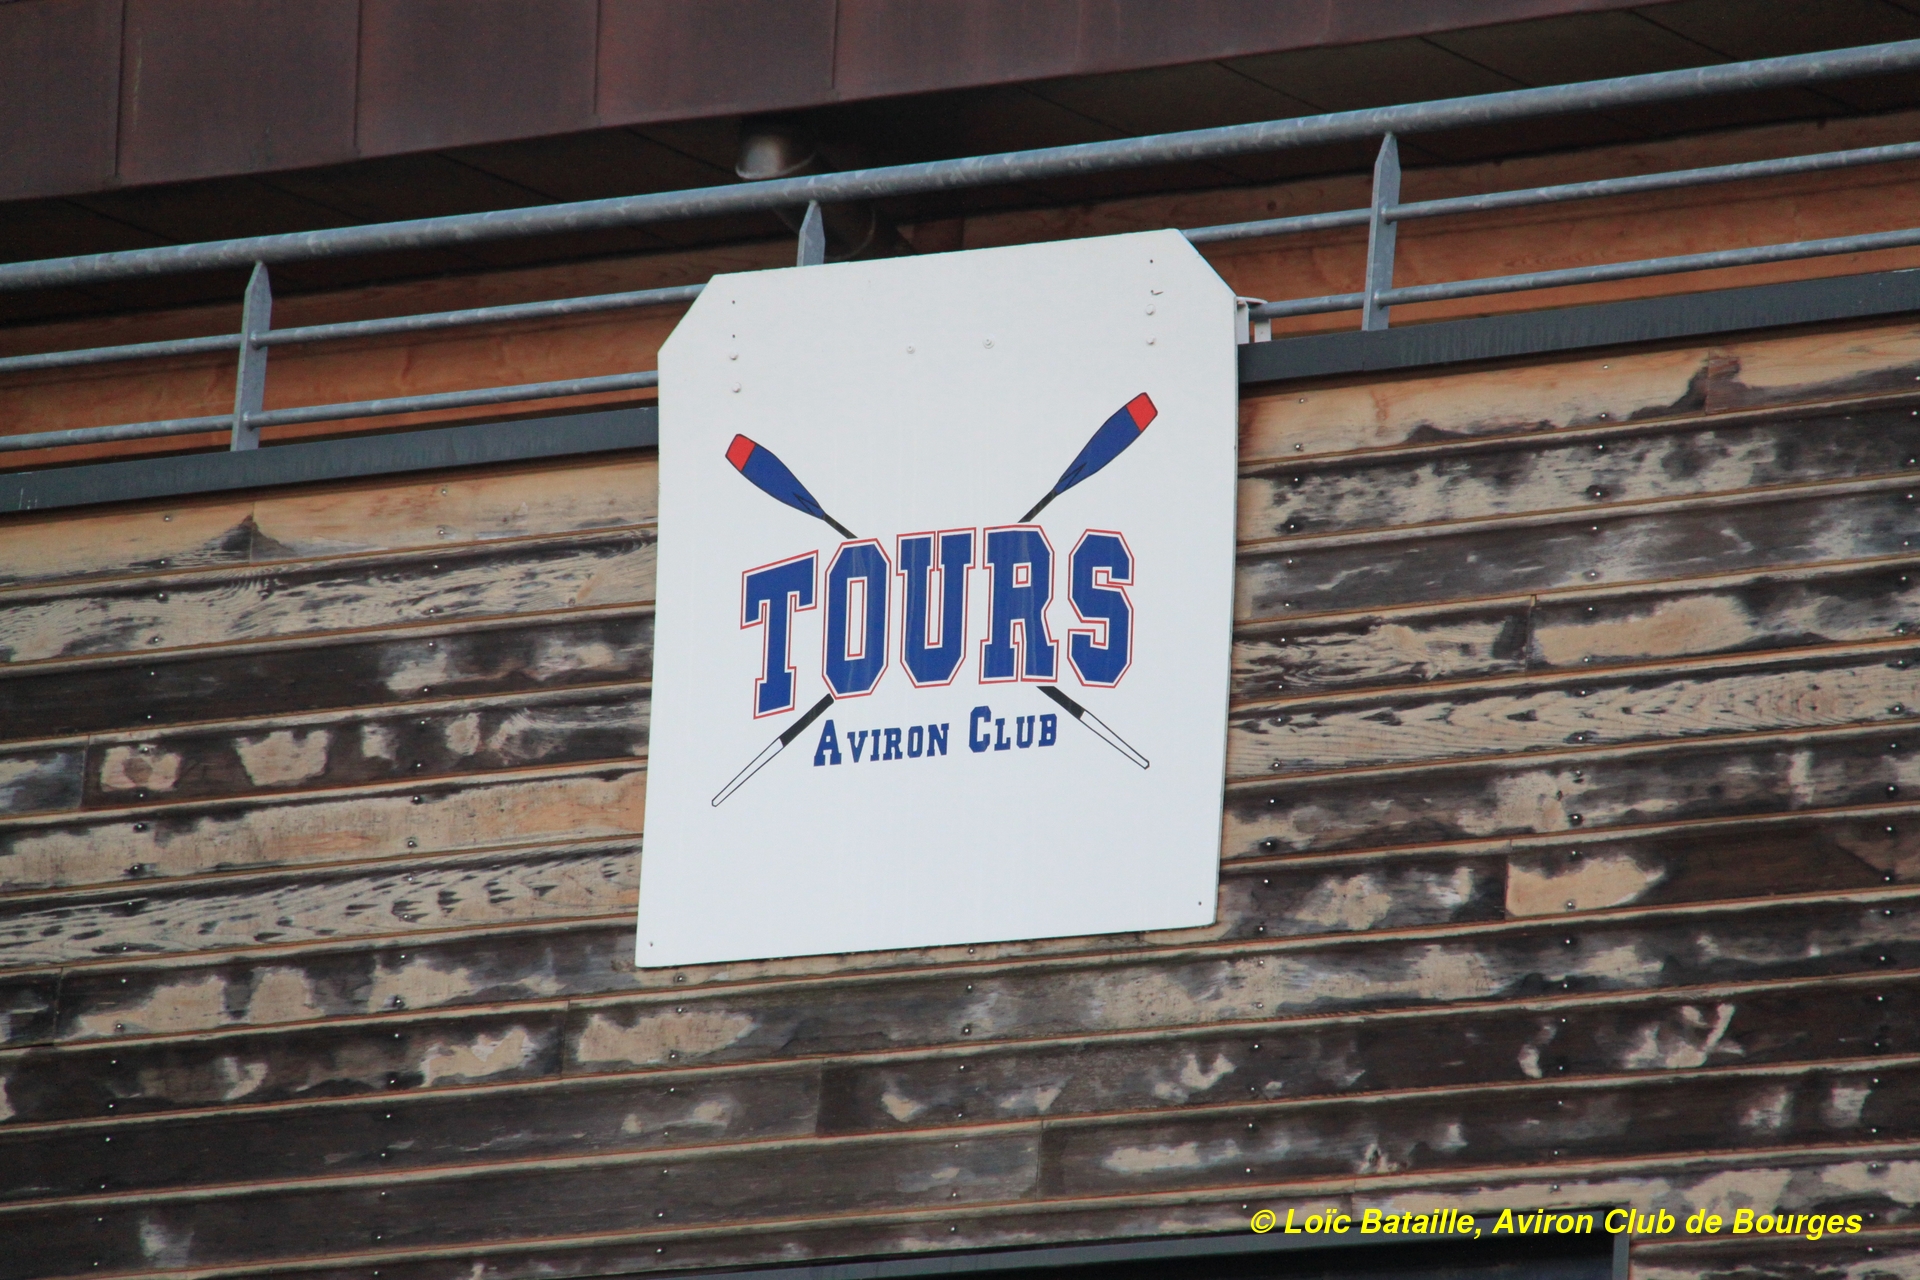 TOURS
AVIRON CLUB
© Loïc Bataille, Aviron Club de Bourges